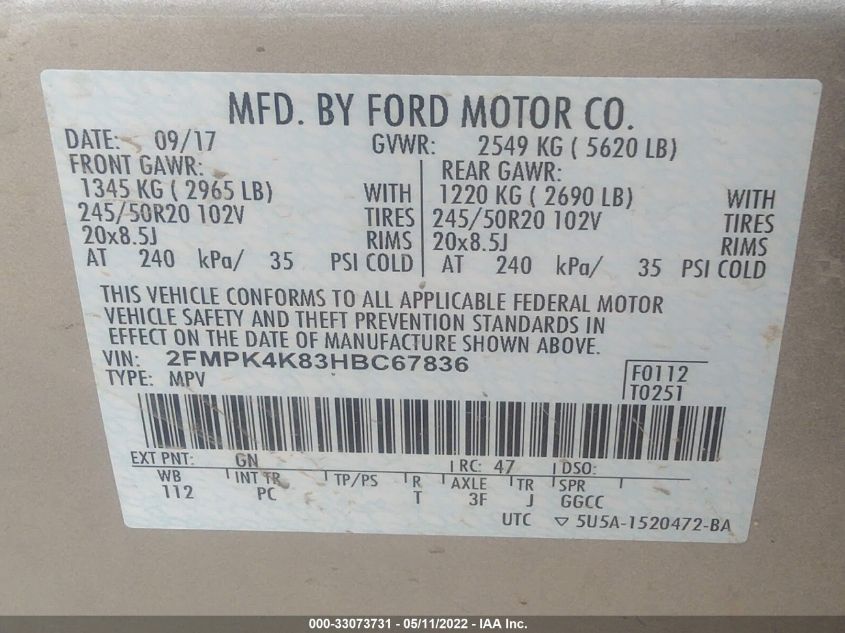 MFD. BY FORD MOTOR CO.
DATE: 09/17 GVWR: 2549 KG ( 5620 LB)
FRONT GAWR: REAR GAWR:
1345 KG ( 2965 LB) WITH 1220 KG ( 2690 LB) WITH
245/50R20 102V TIRES 245/50R20 102V TIRES
20x8.5J RIMS 20x8.5J RIMS
AT 240 kPa/ 35 PSI COLD AT 240 kPa/ 35 PSI COLD
THIS VEHICLE CONFORMS TO ALL APPLICABLE FEDERAL MOTOR
VEHICLE SAFETY AND THEFT PREVENTION STANDARDS IN
EFFECT ON THE DATE OF MANUFACTURE SHOWN ABOVE.
VIN: 2FMPK4K83HBC67836
TYPE: MPV
F0112
T0251
EXT PNT: GN RC: 47 DSO:
WB INT TR TP/PS R AXLE TR SPR
112 PC T 3F J GGCC
UTC ▽ 5U5A-1520472-BA
000-33073731 - 05/11/2022 - IAA Inc.